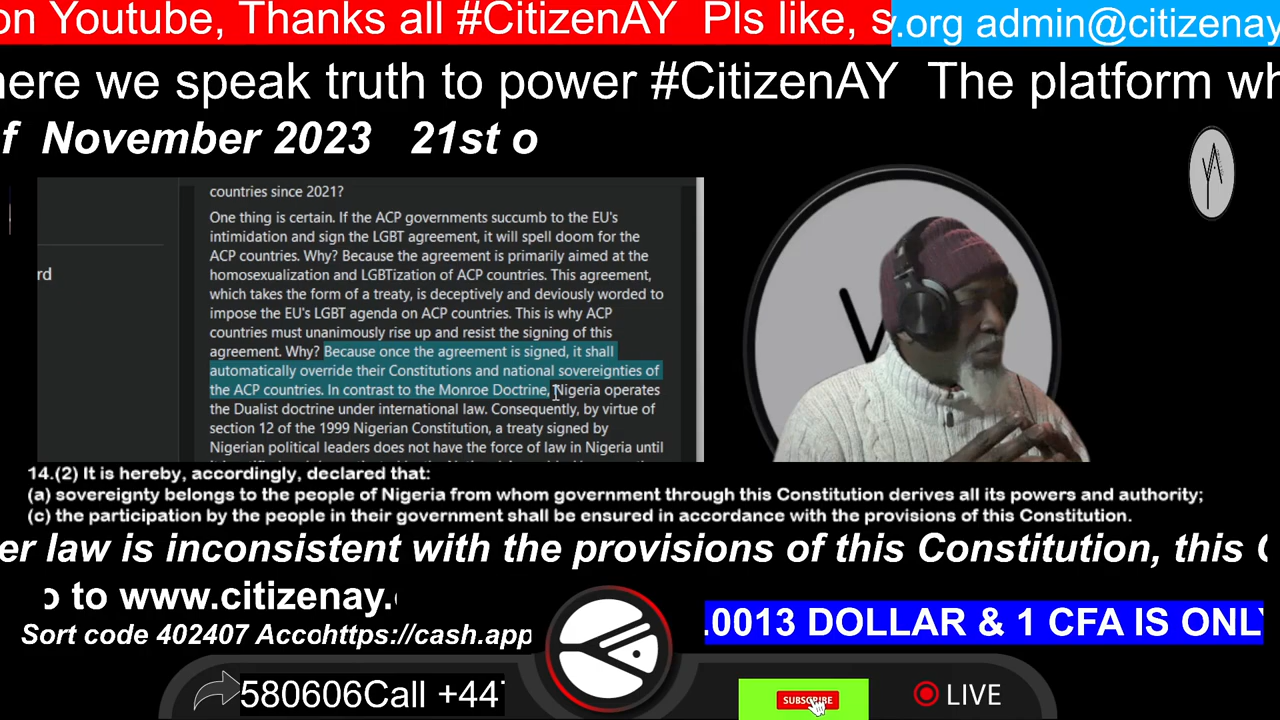 on Youtube, Thanks all #CitizenAY Pls like, s
.org admin@citizenay
here we speak truth to power #CitizenAY The platform wh
f November 2023 21st o
countries since 2021?
One thing is certain. If the ACP governments succumb to the EU's
intimidation and sign the LGBT agreement, it will spell doom for the
ACP countries. Why? Because the agreement is primarily aimed at the
homosexualization and LGBTization of ACP countries. This agreement,
which takes the form of a treaty, is deceptively and deviously worded to
impose the EU's LGBT agenda on ACP countries. This is why ACP
countries must unanimously rise up and resist the signing of this
agreement. Why? Because once the agreement is signed, it shall
automatically override their Constitutions and national sovereignties of
the ACP countries. In contrast to the Monroe Doctrine, Nigeria operates
the Dualist doctrine under international law. Consequently, by virtue of
section 12 of the 1999 Nigerian Constitution, a treaty signed by
Nigerian political leaders does not have the force of law in Nigeria until
rd
14.(2) It is hereby, accordingly, declared that:
(a) sovereignty belongs to the people of Nigeria from whom government through this Constitution derives all its powers and authority;
(c) the participation by the people in their government shall be ensured in accordance with the provisions of this Constitution.
er law is inconsistent with the provisions of this Constitution, this
o to www.citizenay.
Sort code 402407 Accohttps://cash.app
.0013 DOLLAR & 1 CFA IS ONLY
580606Call +447
SUBSCRIBE
LIVE